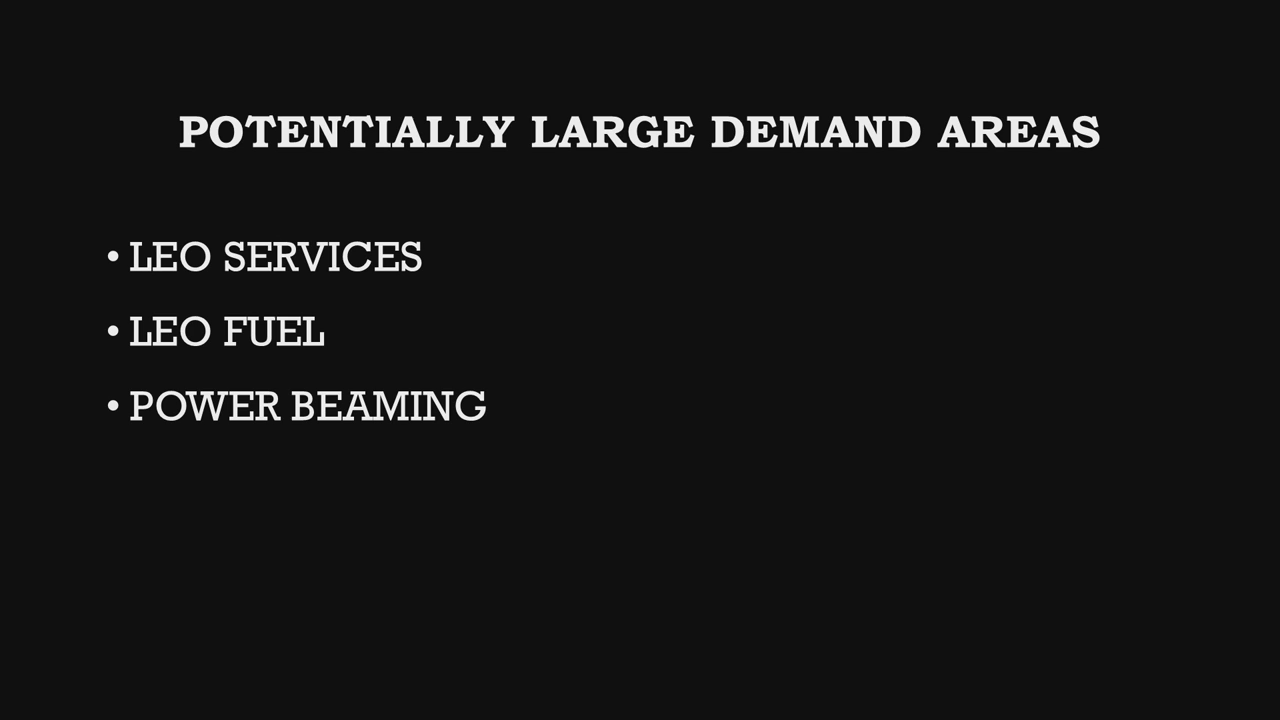 POTENTIALLY LARGE DEMAND AREAS
• LEO SERVICES
• LEO FUEL
• POWER BEAMING